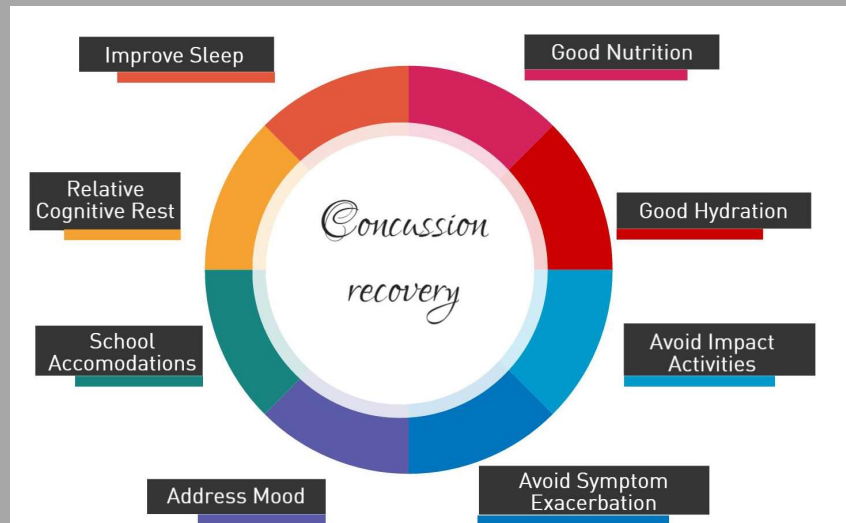 Improve Sleep
Good Nutrition
Relative
Cognitive Rest
Concussion
recovery
Good Hydration
School
Accomodations
Avoid Impact
Activities
Address Mood
Avoid Symptom
Exacerbation